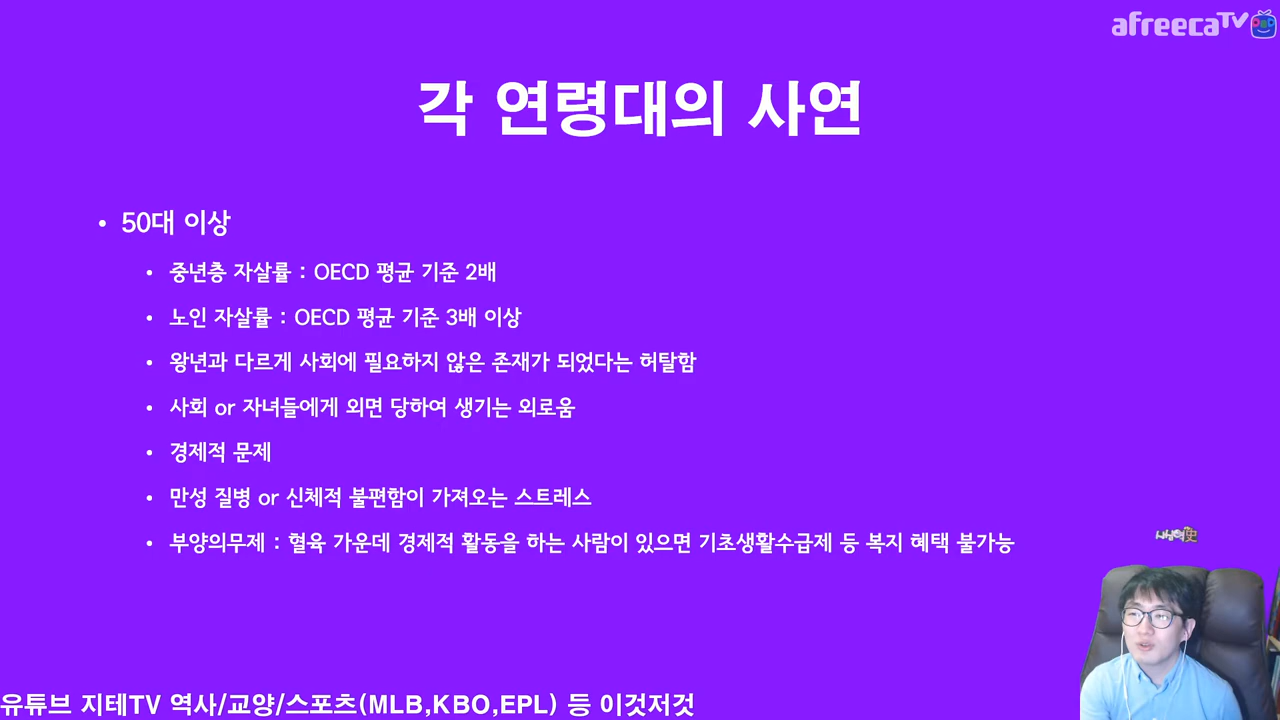 afreecaTV
각 연령대의 사연
• 50대 이상
• 중년층 자살률 : OECD 평균 기준 2배
• 노인 자살률 : OECD 평균 기준 3배 이상
• 왕년과 다르게 사회에 필요하지 않은 존재가 되었다는 허탈함
• 사회 or 자녀들에게 외면 당하여 생기는 외로움
• 경제적 문제
• 만성 질병 or 신체적 불편함이 가져오는 스트레스
• 부양의무제 : 혈육 가운데 경제적 활동을 하는 사람이 있으면 기초생활수급제 등 복지 혜택 불가능
유튜브 지테TV 역사/교양/스포츠(MLB,KBO,EPL) 등 이것저것